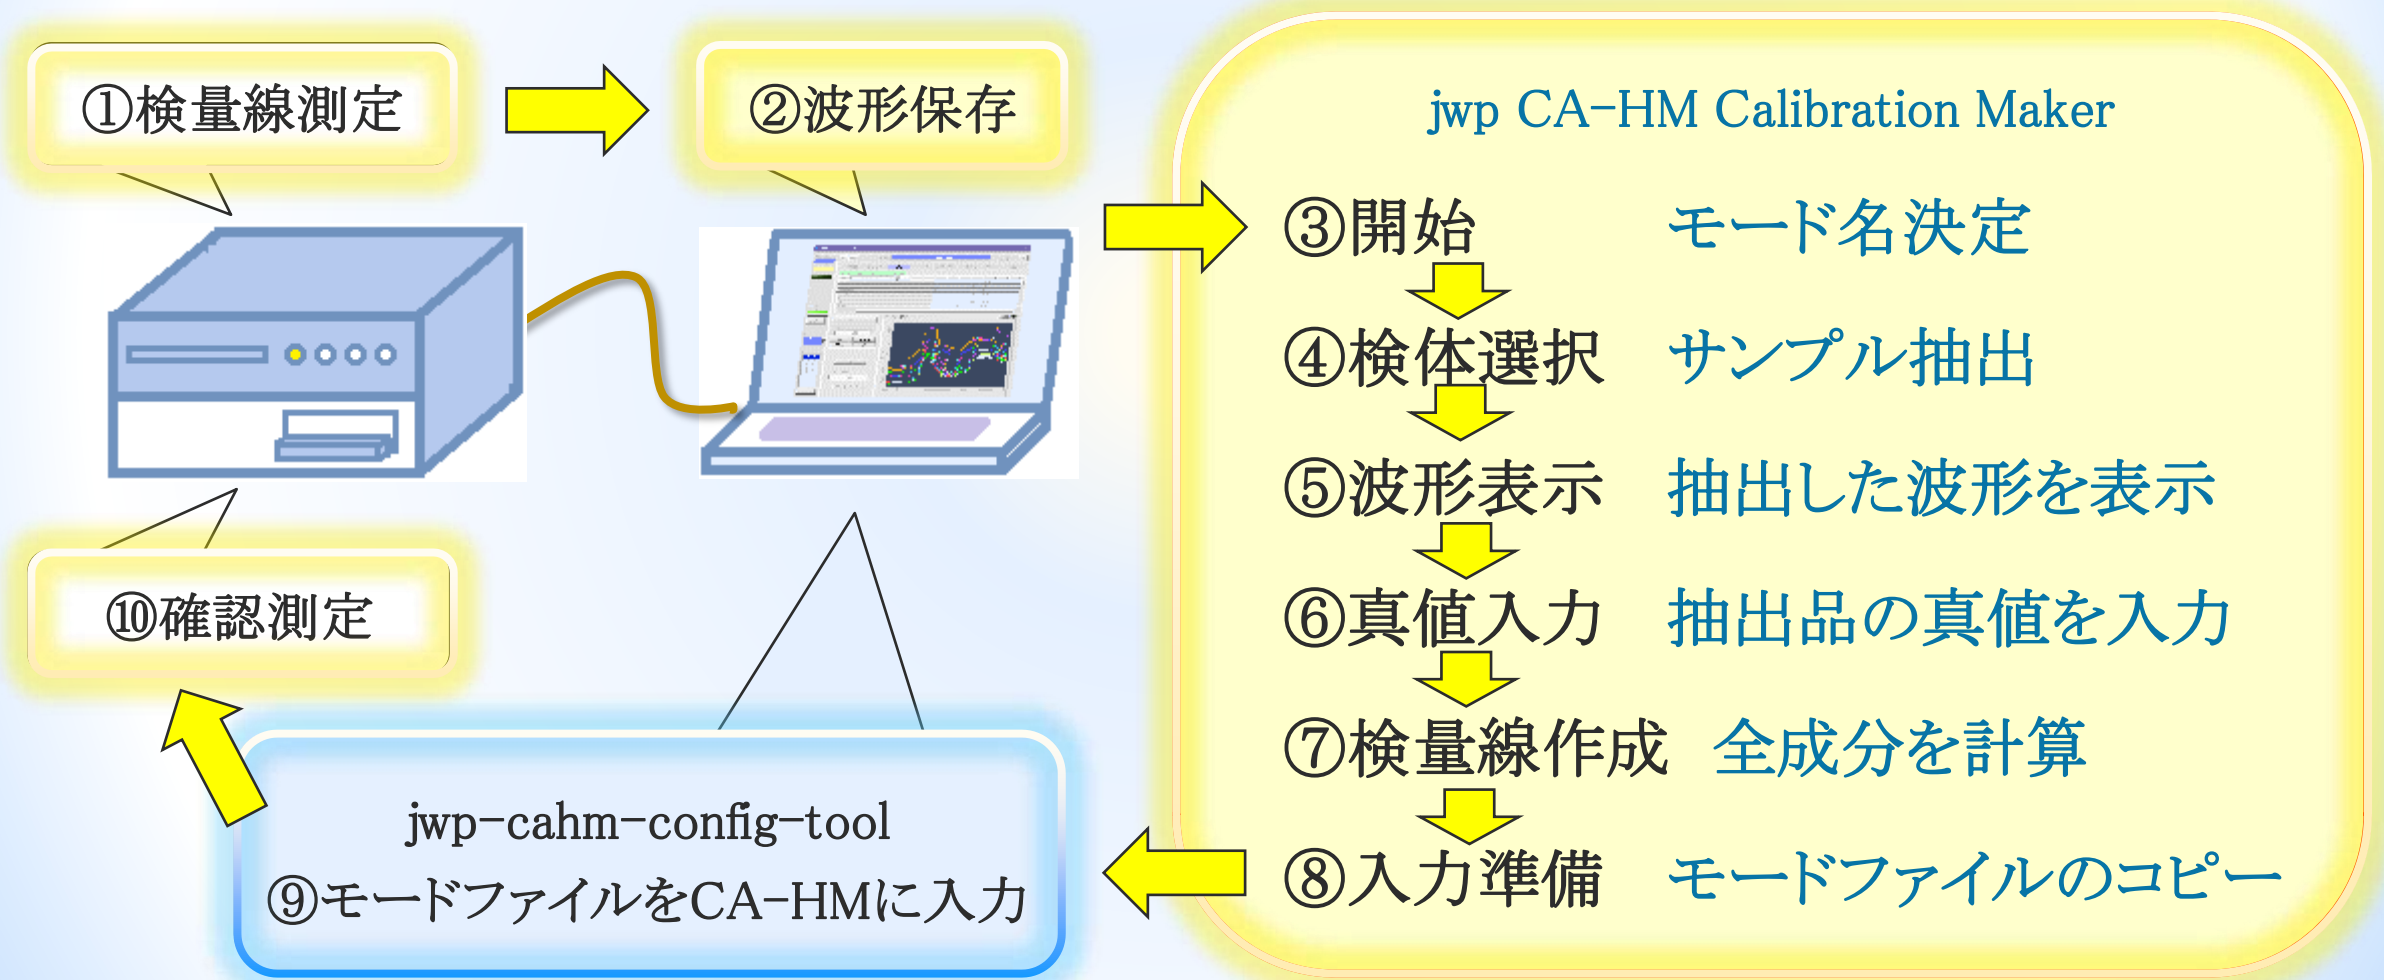 ①検量線測定
②波形保存
jwp CA-HM Calibration Maker
③開始 モード名決定
④検体選択 サンプル抽出
⑤波形表示 抽出した波形を表示
⑥真値入力 抽出品の真値を入力
⑦検量線作成 全成分を計算
⑧入力準備 モードファイルのコピー
jwp-cahm-config-tool
⑨モードファイルをCA-HMに入力
⑩確認測定